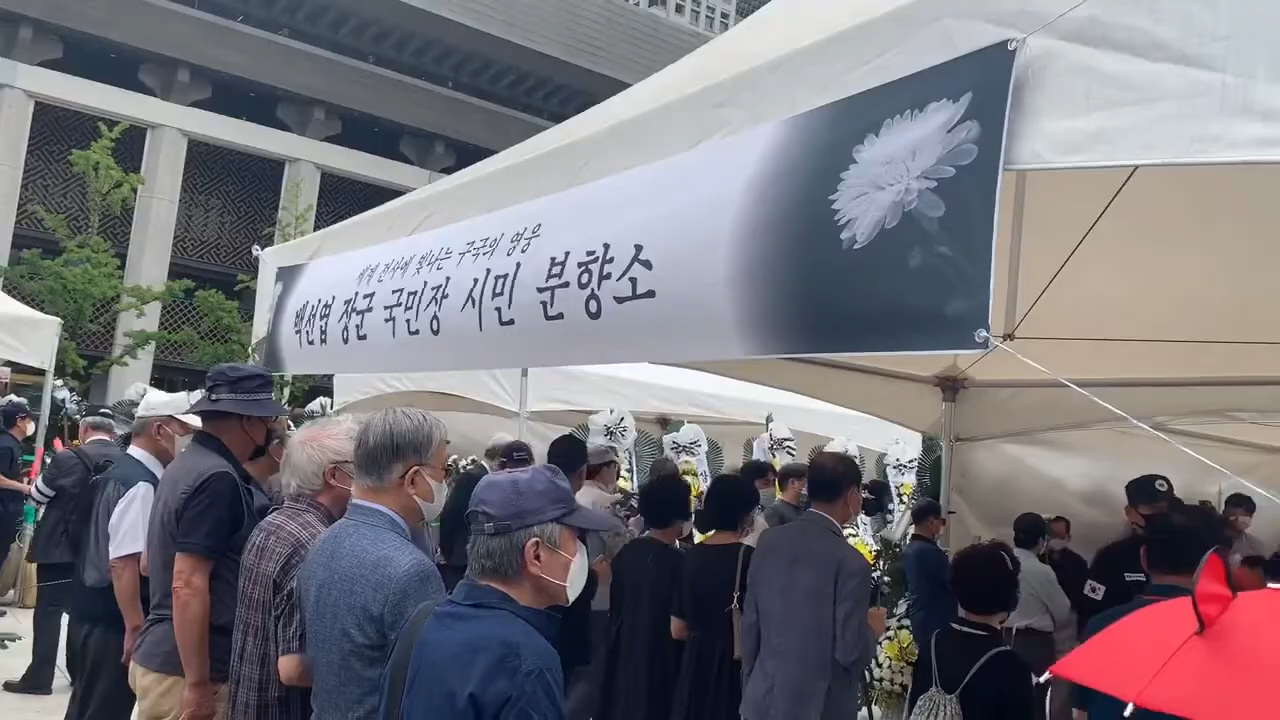 세계 전사에 빛나는 구국의 영웅
백선엽 장군 국민장 시민 분향소